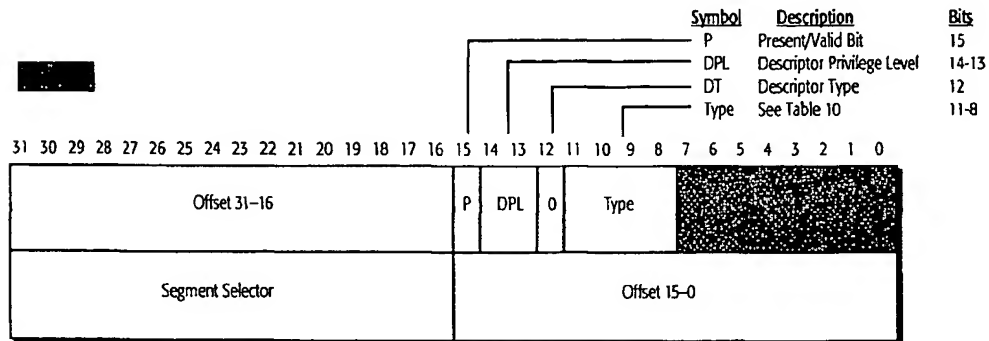 Symbol Description Bits
P Present/Valid Bit 15
DPL Descriptor Privilege Level 14-13
DT Descriptor Type 12
Type See Table 10 11-8
31 30 29 28 27 26 25 24 23 22 21 20 19 18 17 16 15 14 13 12 11 10 9 8 7 6 5 4 3 2 1 0
Offset 31–16 P DPL 0 Type
Segment Selector Offset 15–0